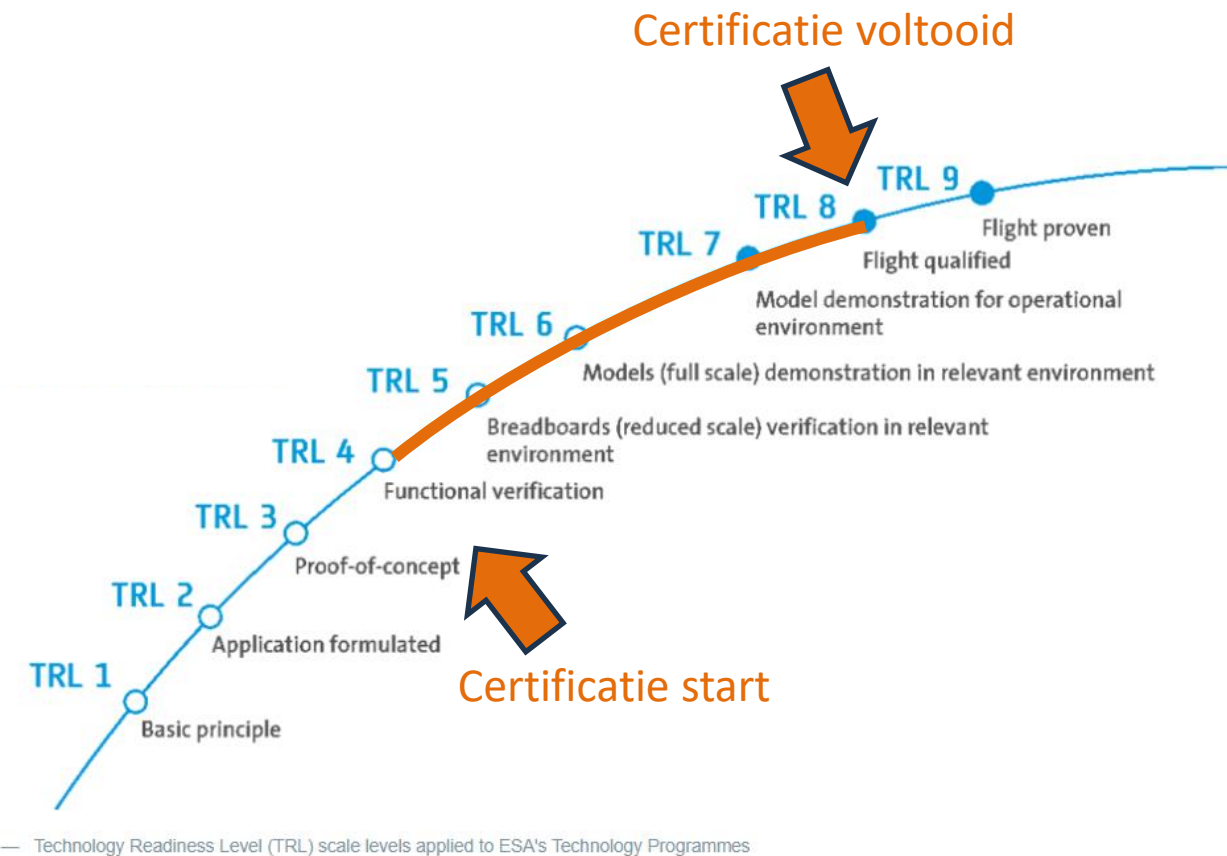 Certificatie voltooid
TRL 9
Flight proven
TRL 8
Flight qualified
TRL 7
Model demonstration for operational
environment
TRL 6
Models (full scale) demonstration in relevant environment
TRL 5
Breadboards (reduced scale) verification in relevant
environment
TRL 4
Functional verification
TRL 3
Proof-of-concept
TRL 2
Application formulated
Certificatie start
TRL 1
Basic principle
— Technology Readiness Level (TRL) scale levels applied to ESA's Technology Programmes